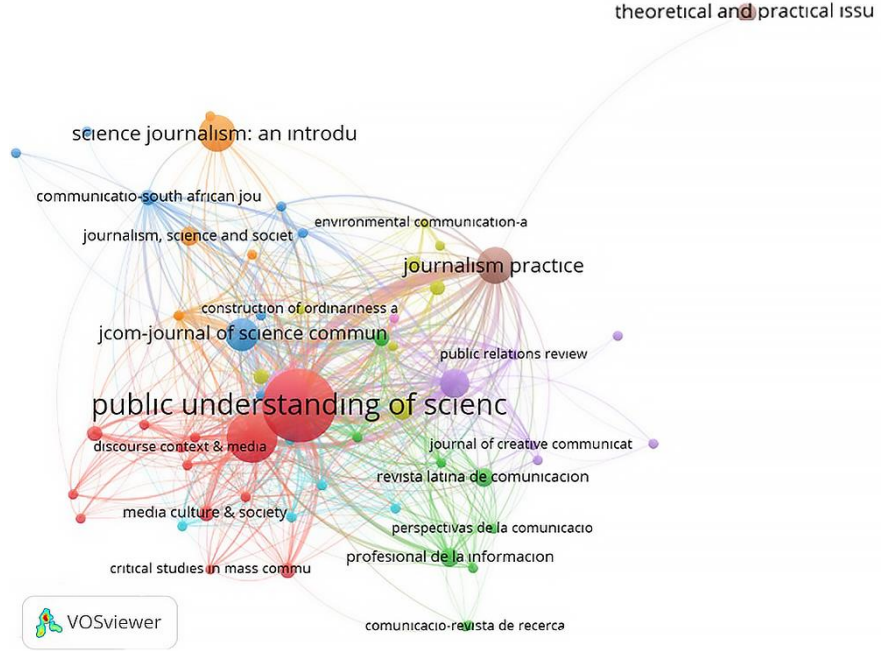 theoretical and practical issu
science journalism: an introdu
communicatio-south african jou
environmental communication-a
journalism, science and societ
journalism practice
construction of ordinariness a
jcom-journal of science commun
public relations review
public understanding of scienc
journal of creative communicat
discourse context & media
revista latina de comunicacion
media culture & society
perspectivas de la comunicacio
profesional de la informacion
critical studies in mass commu
VOSviewer
comunicacio-revista de recerca